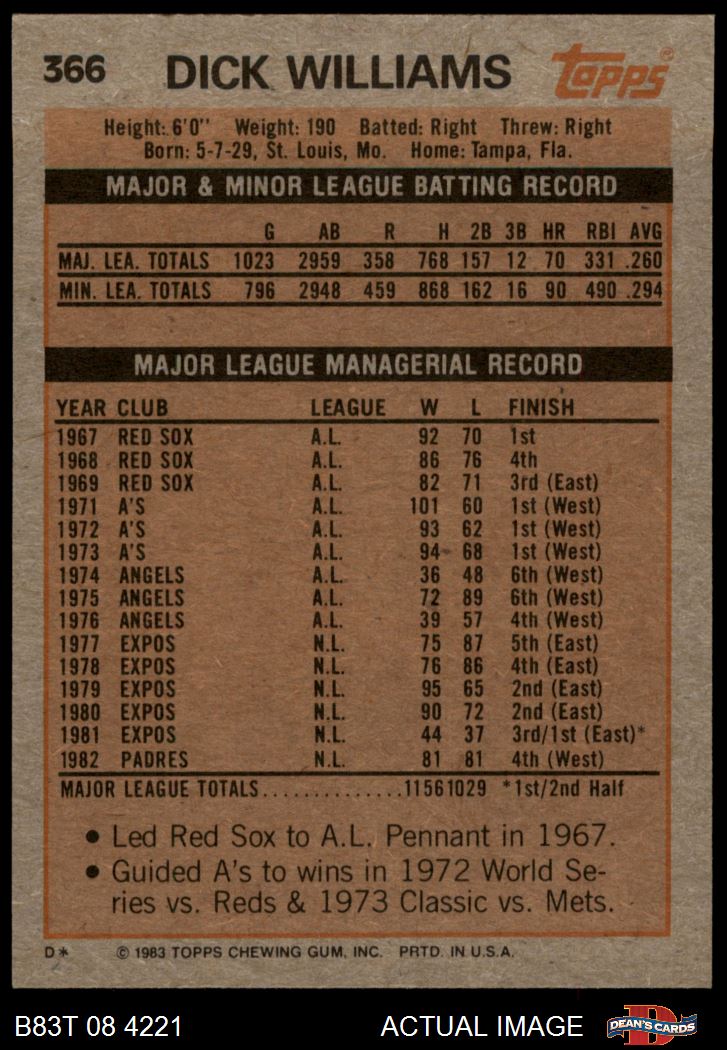 366 DICK WILLIAMS Topps®
Height: 6'0" Weight: 190 Batted: Right Threw: Right
Born: 5-7-29, St. Louis, Mo. Home: Tampa, Fla.
MAJOR & MINOR LEAGUE BATTING RECORD
G AB R H 2B 3B HR RBI AVG
MAJ. LEA. TOTALS 1023 2959 358 768 157 12 70 331 .260
MIN. LEA. TOTALS 796 2948 459 868 162 16 90 490 .294
MAJOR LEAGUE MANAGERIAL RECORD
YEAR CLUB LEAGUE W L FINISH
1967 RED SOX A.L. 92 70 1st
1968 RED SOX A.L. 86 76 4th
1969 RED SOX A.L. 82 71 3rd (East)
1971 A'S A.L. 101 60 1st (West)
1972 A'S A.L. 93 62 1st (West)
1973 A'S A.L. 94 68 1st (West)
1974 ANGELS A.L. 36 48 6th (West)
1975 ANGELS A.L. 72 89 6th (West)
1976 ANGELS A.L. 39 57 4th (West)
1977 EXPOS N.L. 75 87 5th (East)
1978 EXPOS N.L. 76 86 4th (East)
1979 EXPOS N.L. 95 65 2nd (East)
1980 EXPOS N.L. 90 72 2nd (East)
1981 EXPOS N.L. 44 37 3rd/1st (East)*
1982 PADRES N.L. 81 81 4th (West)
MAJOR LEAGUE TOTALS..............11561029 *1st/2nd Half
• Led Red Sox to A.L. Pennant in 1967.
• Guided A's to wins in 1972 World Se-
ries vs. Reds & 1973 Classic vs. Mets.
D* © 1983 TOPPS CHEWING GUM, INC. PRTD. IN U.S.A.
B83T 08 4221 ACTUAL IMAGE D DEAN'S CARDS